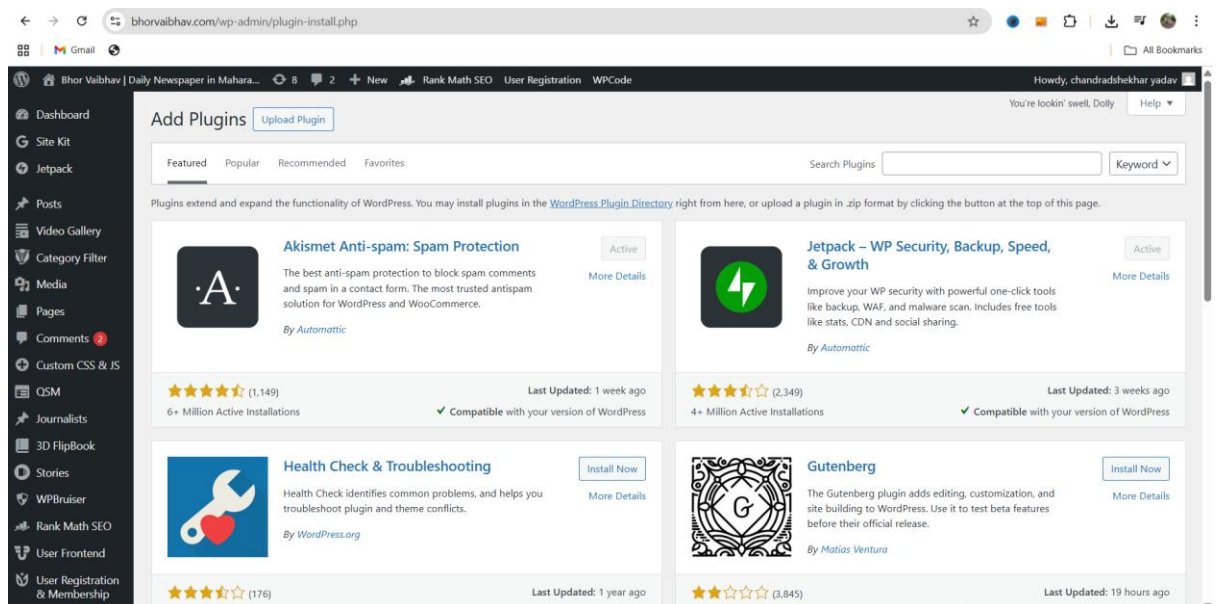 bhorvaibhav.com/wp-admin/plugin-install.php
Gmail
All Bookmarks
Bhor Vaibhav | Daily Newspaper in Mahara... 8 2 New Rank Math SEO User Registration WPCode Howdy, chandradshekhar yadav
You're lookin' swell, Dolly Help
Dashboard
Site Kit
Jetpack
Posts
Video Gallery
Category Filter
Media
Pages
Comments 2
Custom CSS & JS
QSM
Journalists
3D FlipBook
Stories
WPBruiser
Rank Math SEO
User Frontend
User Registration
& Membership
Add Plugins Upload Plugin
Featured Popular Recommended Favorites Search Plugins Keyword
Plugins extend and expand the functionality of WordPress. You may install plugins in the WordPress Plugin Directory right from here, or upload a plugin in .zip format by clicking the button at the top of this page.
·A·
Akismet Anti-spam: Spam Protection
Active
More Details
The best anti-spam protection to block spam comments
and spam in a contact form. The most trusted antispam
solution for WordPress and WooCommerce.
By Automattic
(1,149)
Last Updated: 1 week ago
6+ Million Active Installations
Compatible with your version of WordPress
Jetpack – WP Security, Backup, Speed,
& Growth
Active
More Details
Improve your WP security with powerful one-click tools
like backup, WAF, and malware scan. Includes free tools
like stats, CDN and social sharing.
By Automattic
(2,349)
Last Updated: 3 weeks ago
4+ Million Active Installations
Compatible with your version of WordPress
Health Check & Troubleshooting
Install Now
More Details
Health Check identifies common problems, and helps you
troubleshoot plugin and theme conflicts.
By WordPress.org
(176)
Last Updated: 1 year ago
G
Gutenberg
Install Now
More Details
The Gutenberg plugin adds editing, customization, and
site building to WordPress. Use it to test beta features
before their official release.
By Matias Ventura
(3,845)
Last Updated: 19 hours ago